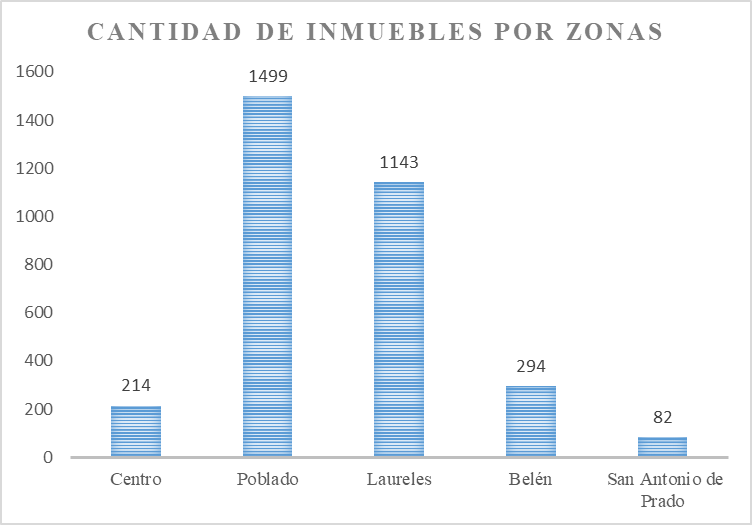 CANTIDAD DE INMUEBLES POR ZONAS
1600
1400
1200
1000
800
600
400
200
0
214
1499
1143
294
82
Centro
Poblado
Laureles
Belén
San Antonio de
Prado